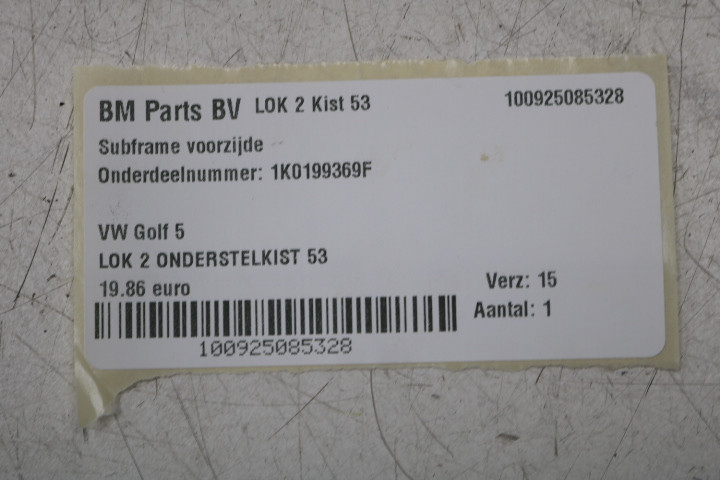 BM Parts BV LOK 2 Kist 53 100925085328
Subframe voorzijde
Onderdeelnummer: 1K0199369F
VW Golf 5
LOK 2 ONDERSTELKIST 53
19.86 euro Verz: 15
Aantal: 1
100925085328